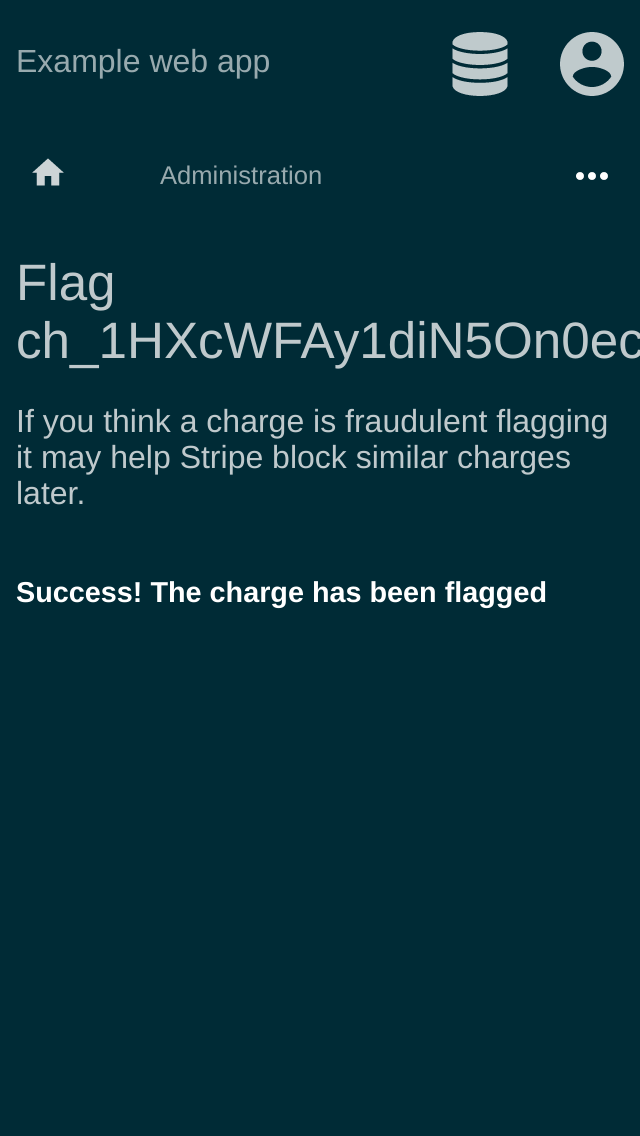 Example web app
Administration
Flag
ch_1HXcWFAy1diN5On0ec
If you think a charge is fraudulent flagging
it may help Stripe block similar charges
later.
Success! The charge has been flagged